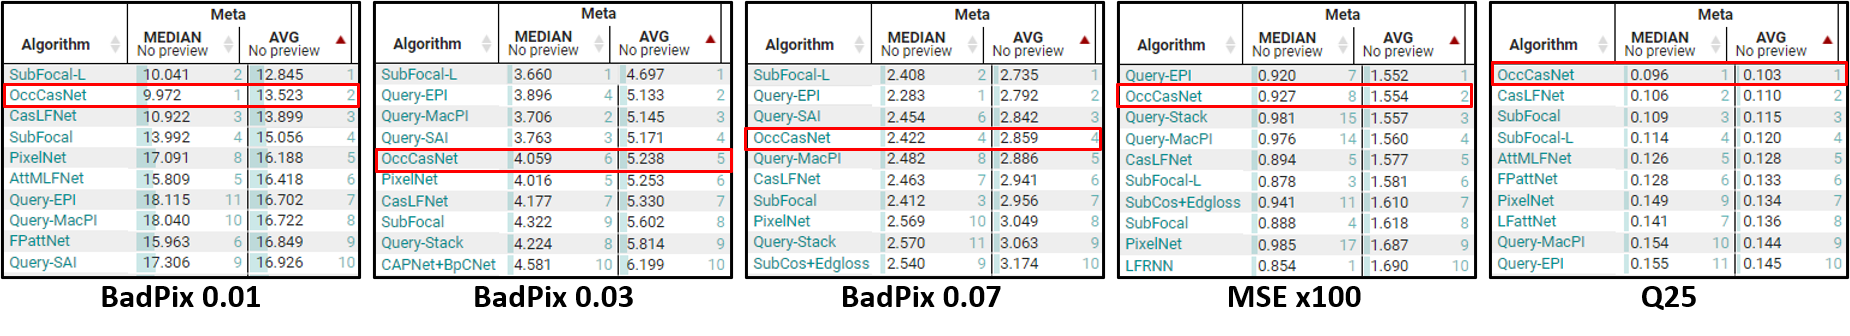 Meta
Algorithm MEDIAN AVG
No preview No preview
SubFocal-L 10.041 2 12.845 1
OccCasNet 9.972 1 13.523 2
CasLFNet 10.922 3 13.899 3
SubFocal 13.992 4 15.056 4
PixelNet 17.091 8 16.188 5
AttMLFNet 15.809 5 16.418 6
Query-EPI 18.115 11 16.702 7
Query-MacPI 18.040 10 16.722 8
FPattNet 15.963 6 16.849 9
Query-SAI 17.306 9 16.926 10
BadPix 0.01
Meta
Algorithm MEDIAN AVG
No preview No preview
SubFocal-L 3.660 1 4.697 1
Query-EPI 3.896 4 5.133 2
Query-MacPI 3.706 2 5.145 3
Query-SAI 3.763 3 5.171 4
OccCasNet 4.059 6 5.238 5
PixelNet 4.016 5 5.253 6
CasLFNet 4.177 7 5.330 7
SubFocal 4.322 9 5.602 8
Query-Stack 4.224 8 5.814 9
CAPNet+BpCNet 4.581 10 6.199 10
BadPix 0.03
Meta
Algorithm MEDIAN AVG
No preview No preview
SubFocal-L 2.408 2 2.735 1
Query-EPI 2.283 1 2.792 2
Query-SAI 2.454 6 2.842 3
OccCasNet 2.422 4 2.859 4
Query-MacPI 2.482 8 2.886 5
CasLFNet 2.463 7 2.941 6
SubFocal 2.412 3 2.956 7
PixelNet 2.569 10 3.049 8
Query-Stack 2.570 11 3.063 9
SubCos+Edgloss 2.540 9 3.174 10
BadPix 0.07
Meta
Algorithm MEDIAN AVG
No preview No preview
Query-EPI 0.920 7 1.552 1
OccCasNet 0.927 8 1.554 2
Query-Stack 0.981 15 1.557 3
Query-MacPI 0.976 14 1.560 4
CasLFNet 0.894 5 1.577 5
SubFocal-L 0.878 3 1.581 6
SubCos+Edgloss 0.941 11 1.610 7
SubFocal 0.888 4 1.618 8
PixelNet 0.985 17 1.687 9
LFRNN 0.854 1 1.690 10
MSE x100
Meta
Algorithm MEDIAN AVG
No preview No preview
OccCasNet 0.096 1 0.103 1
CasLFNet 0.106 2 0.110 2
SubFocal 0.109 3 0.115 3
SubFocal-L 0.114 4 0.120 4
AttMLFNet 0.126 5 0.128 5
FPattNet 0.128 6 0.133 6
PixelNet 0.149 9 0.134 7
LFattNet 0.141 7 0.136 8
Query-MacPI 0.154 10 0.144 9
Query-EPI 0.155 11 0.145 10
Q25